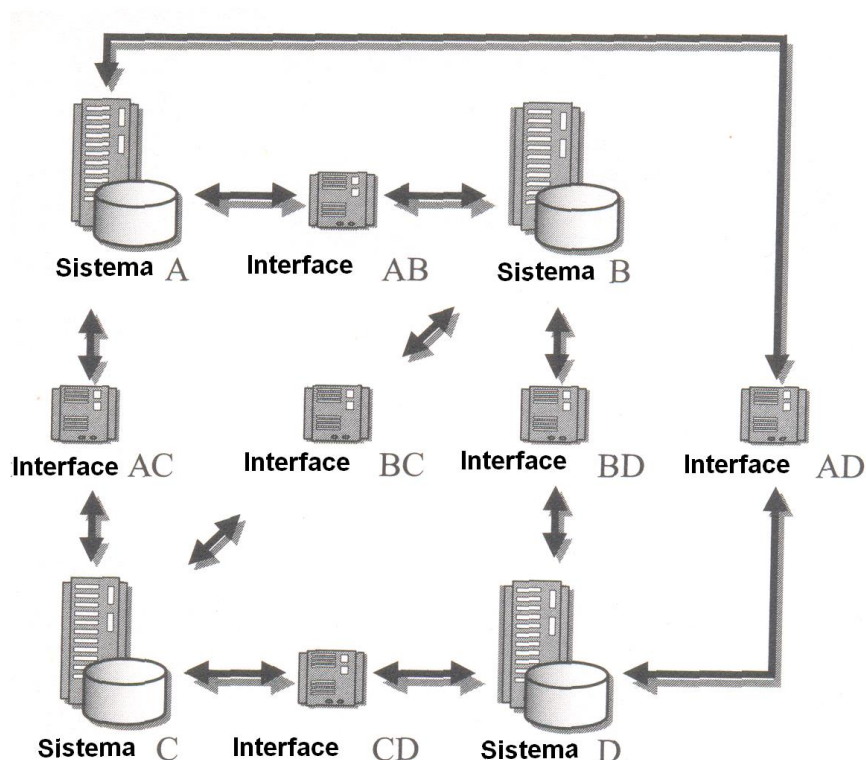 Sistema A
Interface AB
Sistema B
Interface AC
Interface BC
Interface BD
Interface AD
Sistema C
Interface CD
Sistema D